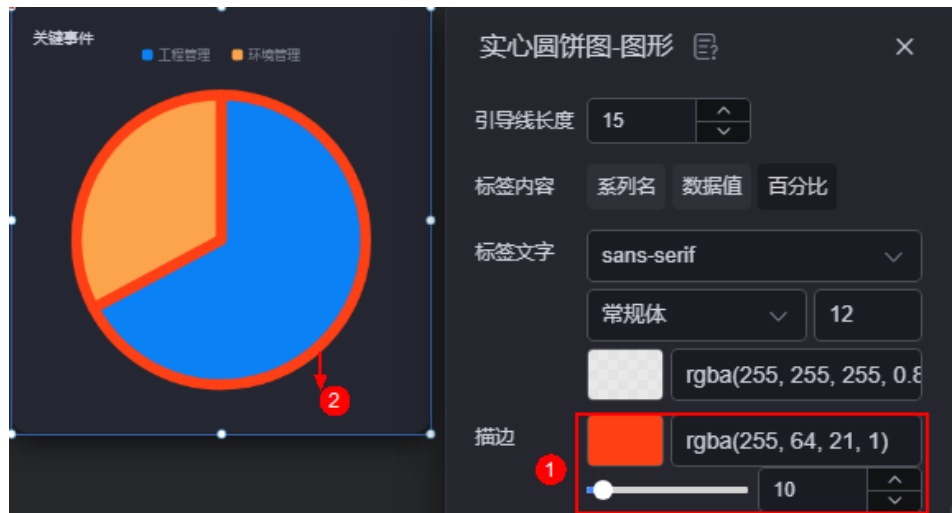 关键事件
工程管理 环境管理
2
实心圆饼图-图形
引导线长度 15
标签内容 系列名 数据值 百分比
标签文字 sans-serif
常规体 12
rgba(255, 255, 255, 0.8
描边 rgba(255, 64, 21, 1)
1 10